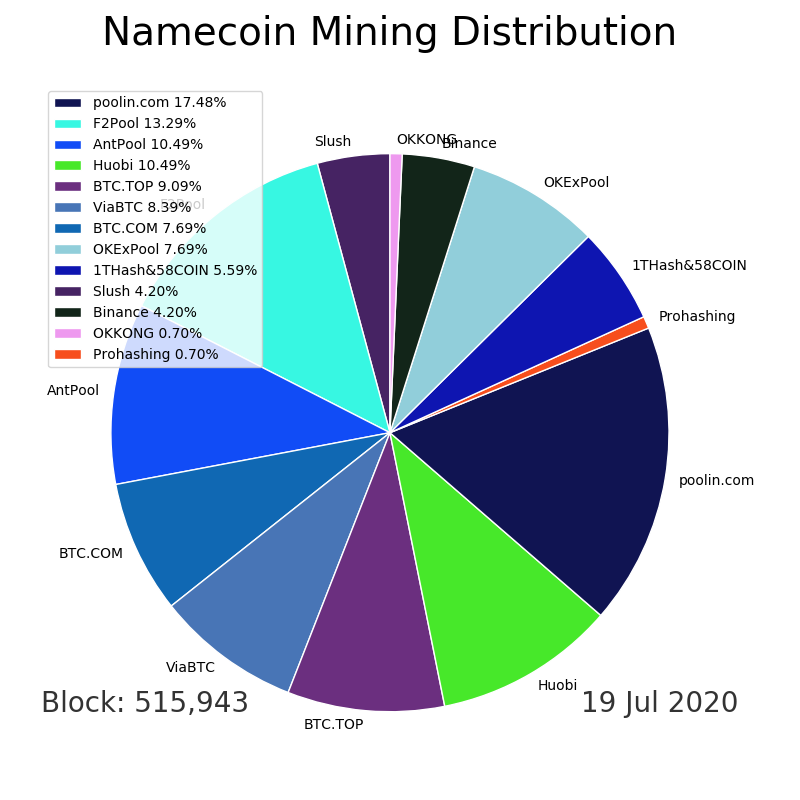 Namecoin Mining Distribution
poolin.com 17.48%
F2Pool 13.29%
AntPool 10.49%
Huobi 10.49%
BTC.TOP 9.09%
ViaBTC 8.39%
BTC.COM 7.69%
OKExPool 7.69%
1THash&58COIN 5.59%
Slush 4.20%
Binance 4.20%
OKKONG 0.70%
Prohashing 0.70%
Slush
OKKONG
Binance
OKExPool
1THash&58COIN
Prohashing
poolin.com
Huobi
BTC.TOP
ViaBTC
BTC.COM
AntPool
F2Pool
Block: 515,943
19 Jul 2020